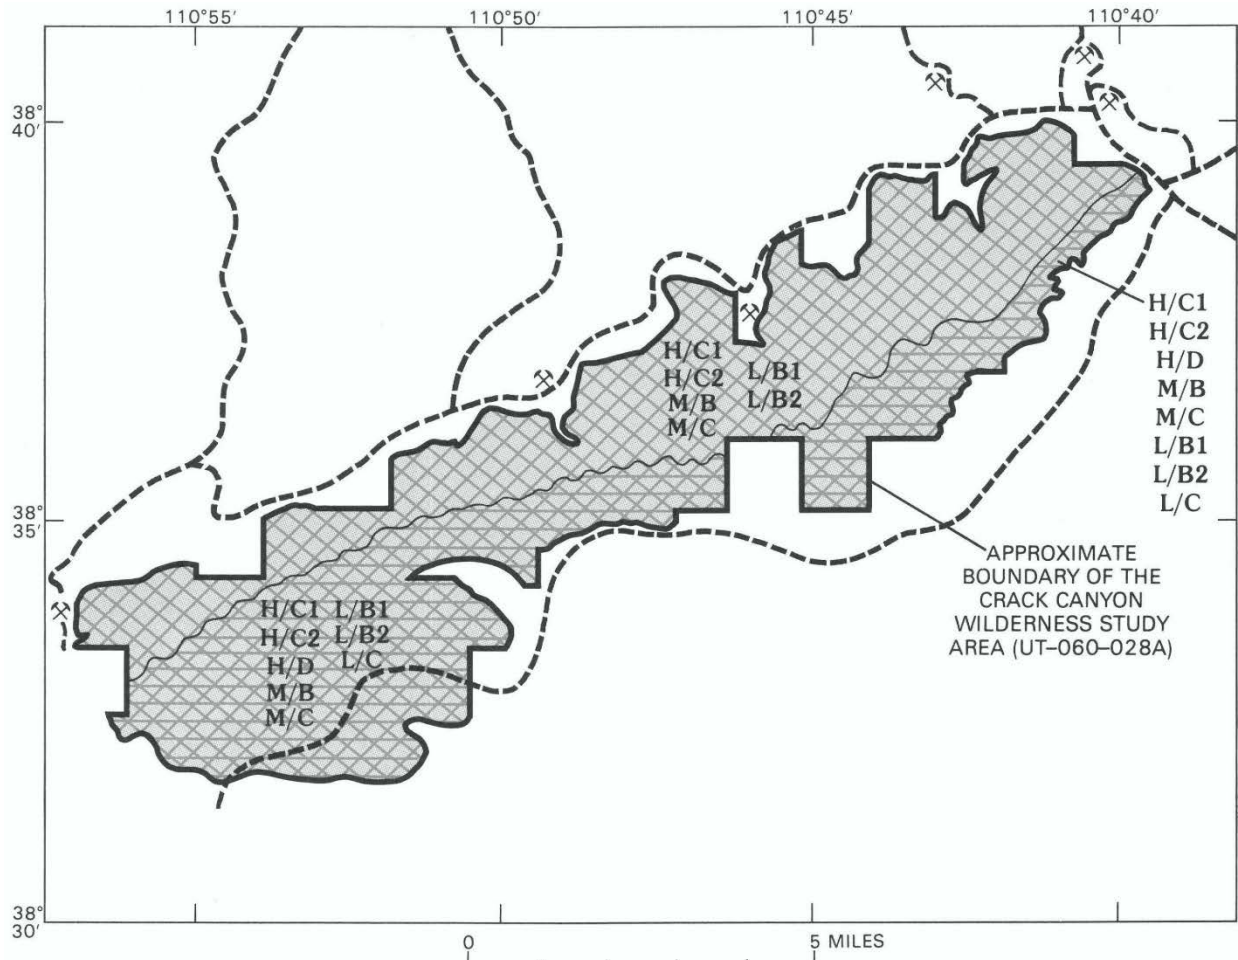 110°55′ 110°50′ 110°45′ 110°40′
38°
40′
H/C1
H/C2
H/D
M/B
M/C
L/B1
L/B2
L/C
H/C1
H/C2
M/B
M/C
L/B1
L/B2
38°
35′
APPROXIMATE
BOUNDARY OF THE
CRACK CANYON
WILDERNESS STUDY
AREA (UT–060–028A)
H/C1 L/B1
H/C2 L/B2
H/D L/C
M/B
M/C
38°
30′
0 5 MILES